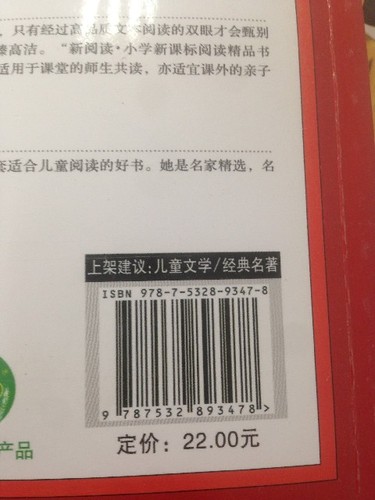 ，只有经过高品质文本阅读的双眼才会甄别
臻高洁。“新阅读·小学新课标阅读精品书
适用于课堂的师生共读，亦适宜课外的亲子
套适合儿童阅读的好书。她是名家精选，名
上架建议：儿童文学/经典名著
ISBN 978-7-5328-9347-8
9 787532 893478 >
定价：22.00元
产品